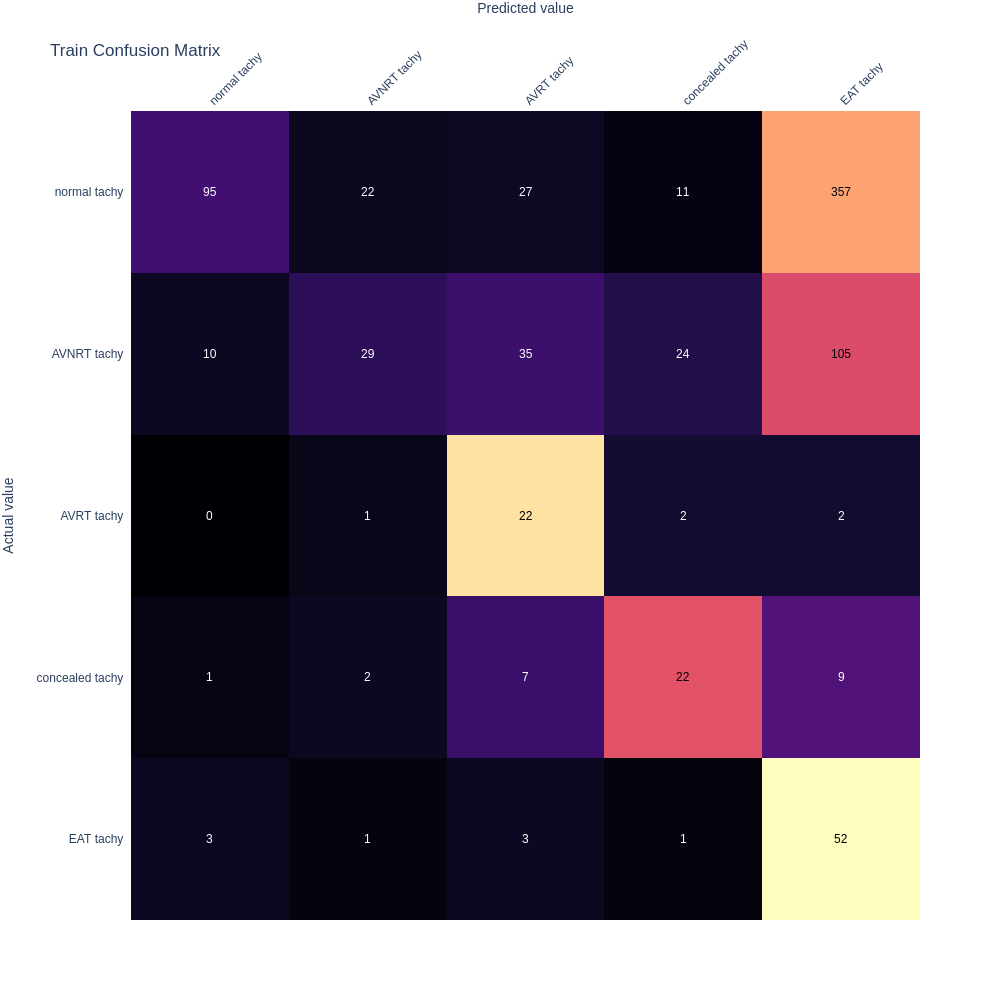 Predicted value
Train Confusion Matrix
normal tachy AVNRT tachy AVRT tachy concealed tachy EAT tachy
normal tachy 95 22 27 11 357
AVNRT tachy 10 29 35 24 105
AVRT tachy 0 1 22 2 2
Actual value
concealed tachy 1 2 7 22 9
EAT tachy 3 1 3 1 52